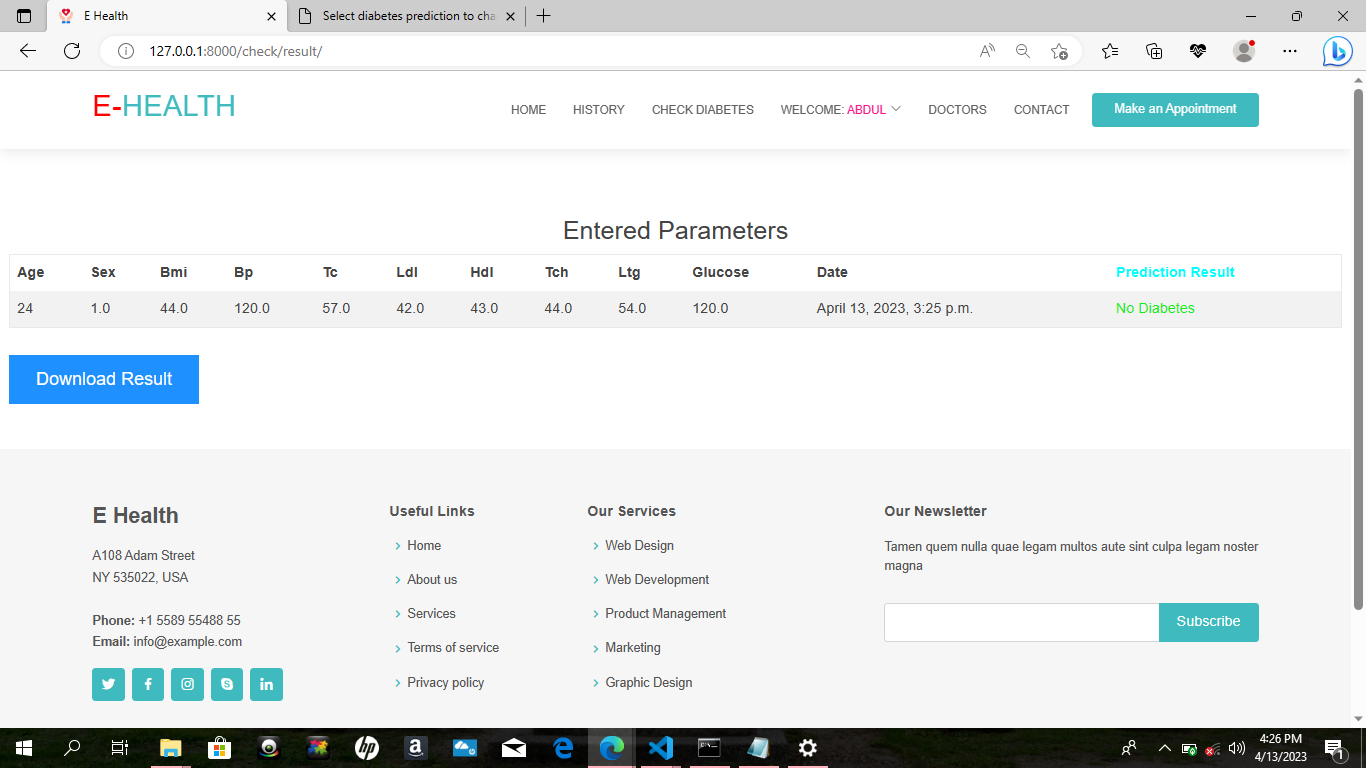 E Health
Select diabetes prediction to cha
127.0.0.1:8000/check/result/
E-HEALTH
HOME HISTORY CHECK DIABETES WELCOME: ABDUL DOCTORS CONTACT Make an Appointment
Entered Parameters
Age Sex Bmi Bp Tc Ldl Hdl Tch Ltg Glucose Date Prediction Result
24 1.0 44.0 120.0 57.0 42.0 43.0 44.0 54.0 120.0 April 13, 2023, 3:25 p.m. No Diabetes
Download Result
E Health
A108 Adam Street
NY 535022, USA
Phone: +1 5589 55488 55
Email: info@example.com
Useful Links
Home
About us
Services
Terms of service
Privacy policy
Our Services
Web Design
Web Development
Product Management
Marketing
Graphic Design
Our Newsletter
Tamen quem nulla quae legam multos aute sint culpa legam noster
magna
Subscribe
4:26 PM
4/13/2023
1